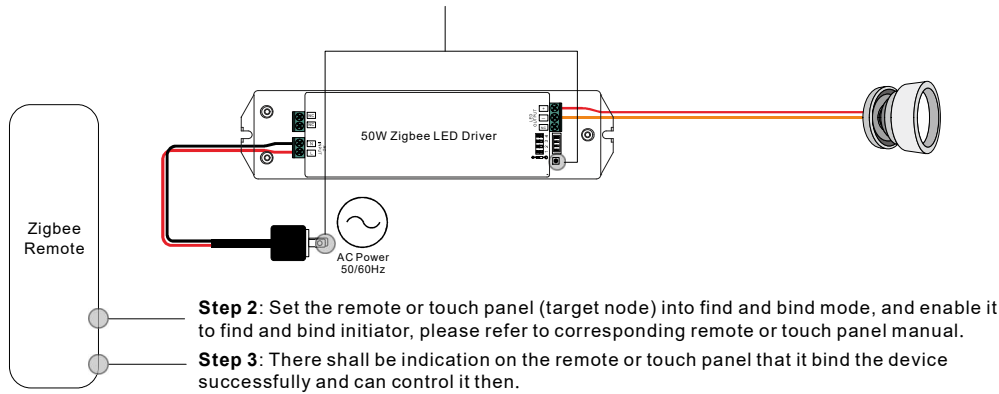 50W Zigbee LED Driver
Zigbee
Remote
AC Power
50/60Hz
Step 2: Set the remote or touch panel (target node) into find and bind mode, and enable it
to find and bind initiator, please refer to corresponding remote or touch panel manual.
Step 3: There shall be indication on the remote or touch panel that it bind the device
successfully and can control it then.